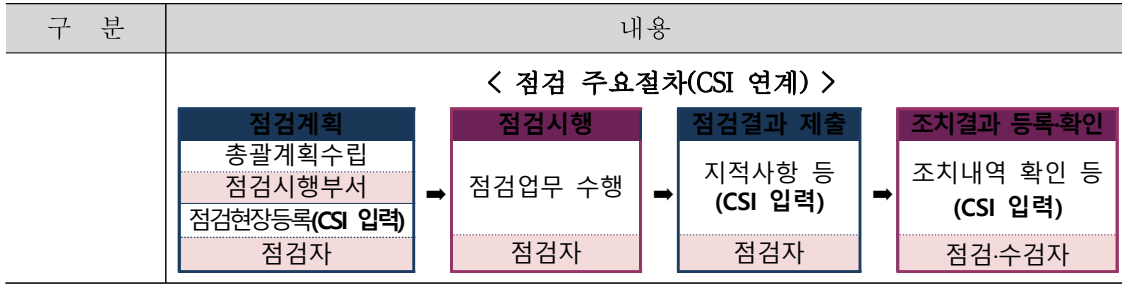 구 분 내용
< 점검 주요절차(CSI 연계) >
점검계획
총괄계획수립
점검시행부서
점검현장등록(CSI 입력)
점검자
➡
점검시행
점검업무 수행
점검자
➡
점검결과 제출
지적사항 등
(CSI 입력)
점검자
➡
조치결과 등록·확인
조치내역 확인 등
(CSI 입력)
점검·수검자